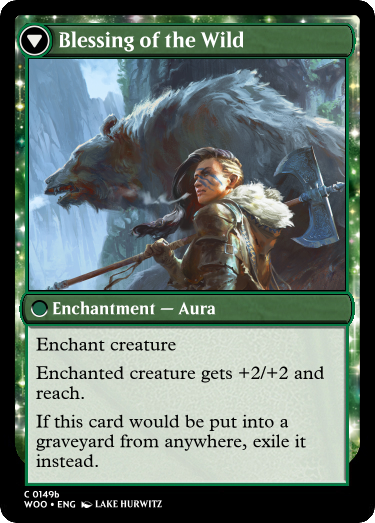 Blessing of the Wild
Enchantment — Aura
Enchant creature
Enchanted creature gets +2/+2 and
reach.
If this card would be put into a
graveyard from anywhere, exile it
instead.
C 0149b
WOO • ENG LAKE HURWITZ